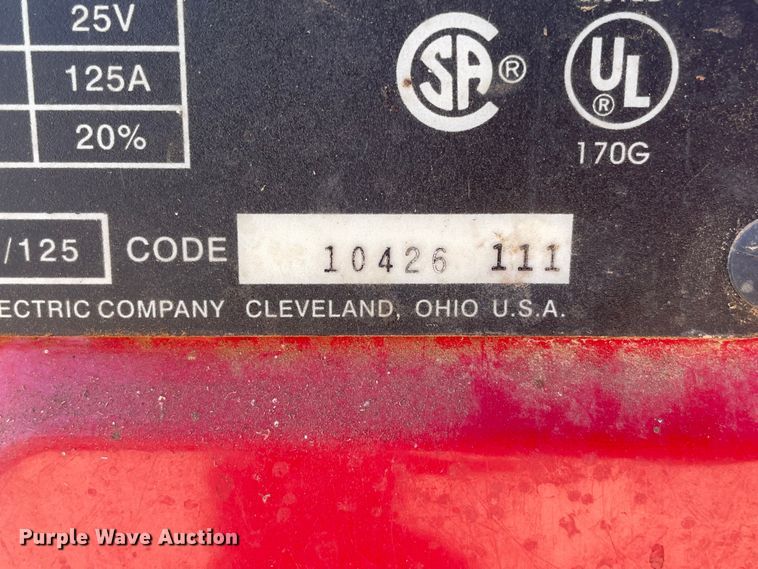 25V
125A
20%
SA ®
UL ®
170G
/125 CODE 10426 111
ECTRIC COMPANY CLEVELAND, OHIO U.S.A.
Purple Wave Auction